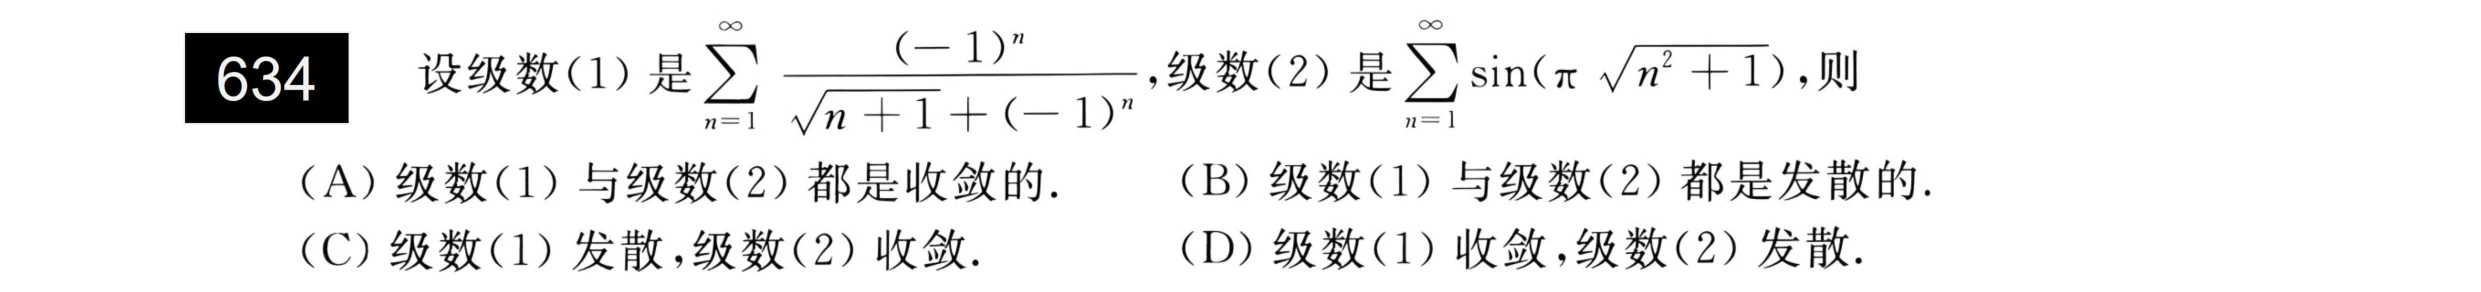 634 设级数(1) 是 $\sum_{n=1}^{\infty} \frac{(-1)^n}{\sqrt{n+1}+(-1)^n}$,级数(2) 是 $\sum_{n=1}^{\infty} \sin(\pi \sqrt{n^2+1})$,则
(A) 级数(1) 与级数(2) 都是收敛的. (B) 级数(1) 与级数(2) 都是发散的.
(C) 级数(1) 发散,级数(2) 收敛. (D) 级数(1) 收敛,级数(2) 发散.